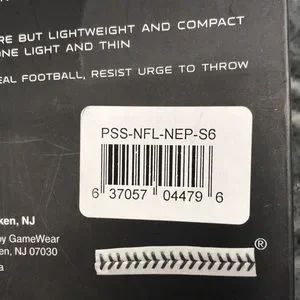 RE BUT LIGHTWEIGHT AND COMPACT
ONE LIGHT AND THIN
EAL FOOTBALL, RESIST URGE TO THROW
PSS-NFL-NEP-S6
6 37057 04479 6
ken, NJ
by GameWear
en, NJ 07030
a
®